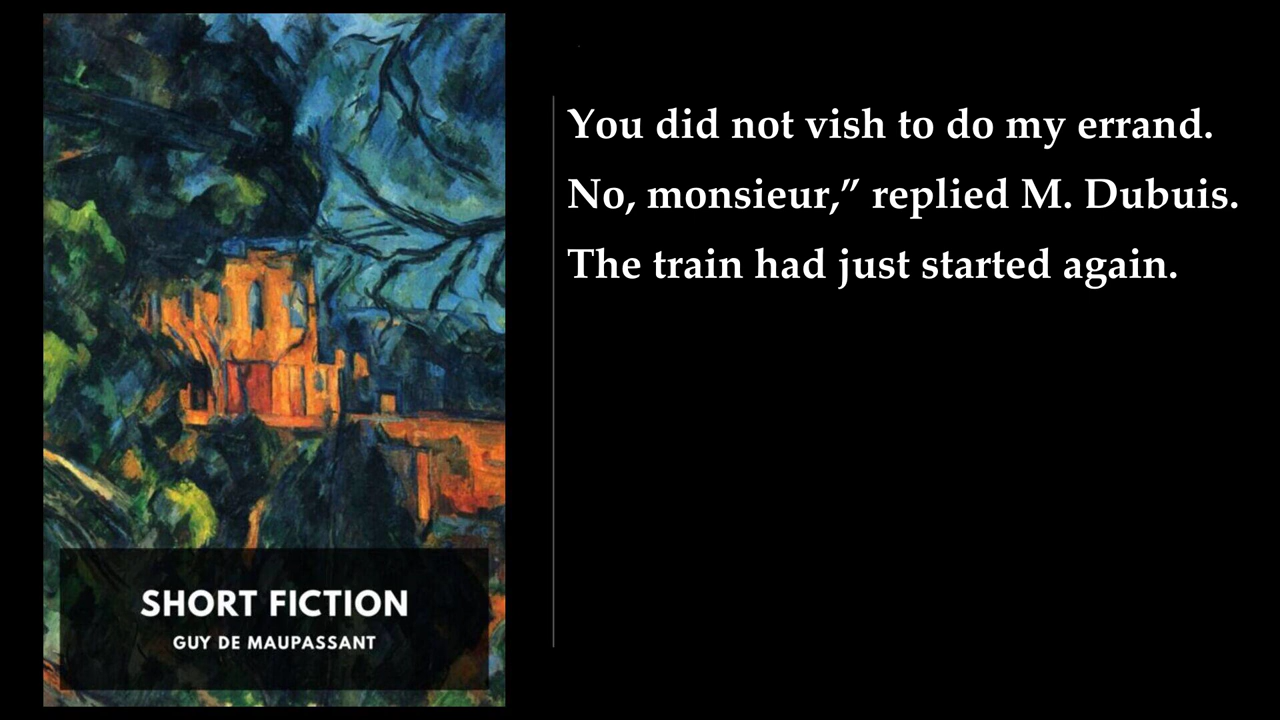 You did not vish to do my errand.
No, monsieur,” replied M. Dubuis.
The train had just started again.
SHORT FICTION
GUY DE MAUPASSANT